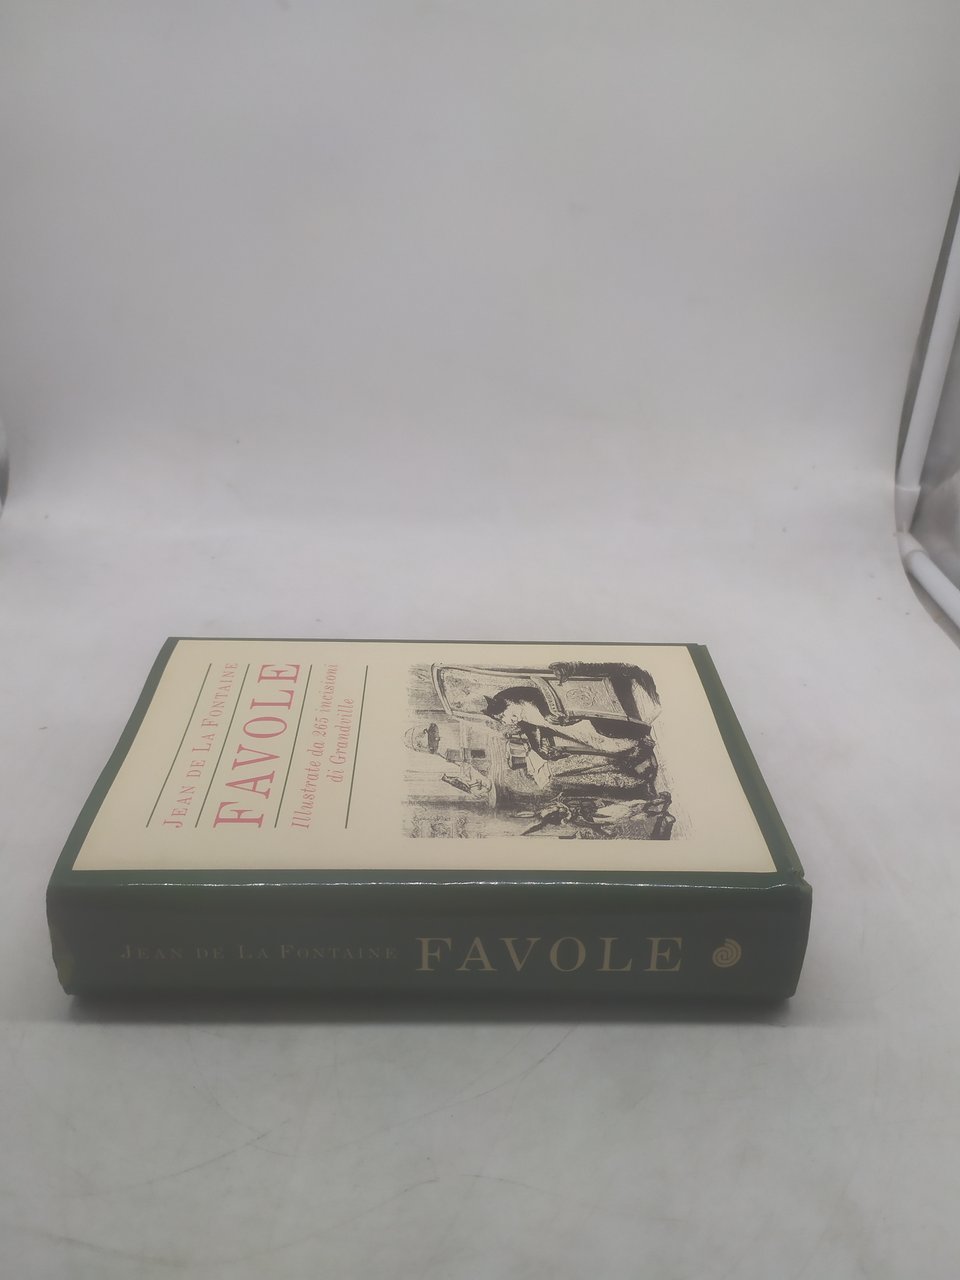 JEAN DE LA FONTAINE
FAVOLE
Illustrate da 265 incisioni
di Grandville
JEAN DE LA FONTAINE FAVOLE